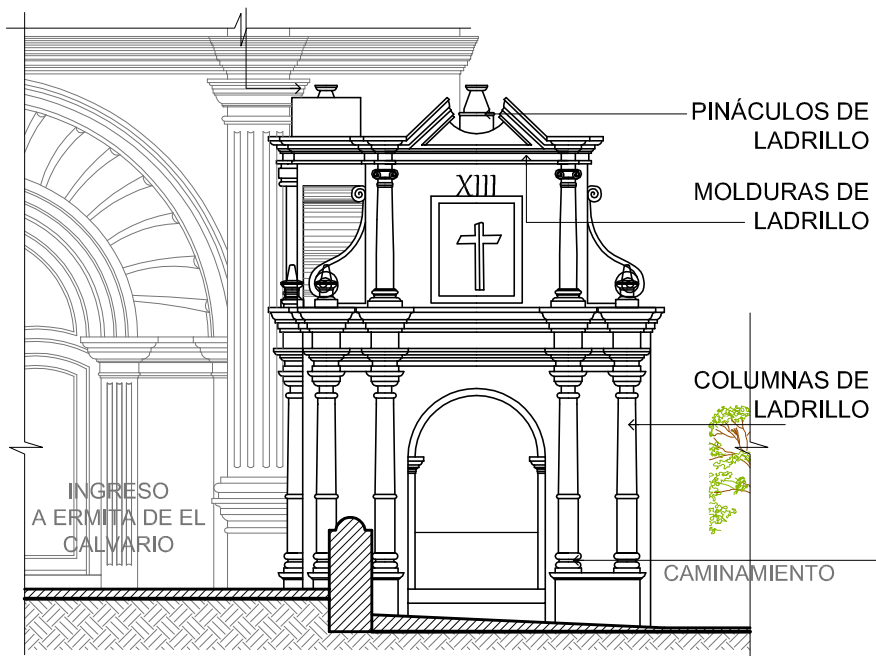 PINÁCULOS DE
LADRILLO
XIII
MOLDURAS DE
LADRILLO
COLUMNAS DE
LADRILLO
INGRESO
A ERMITA DE EL
CALVARIO
CAMINAMIENTO